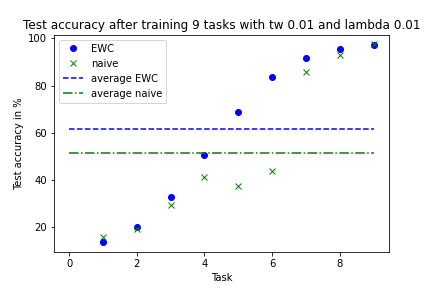 Test accuracy after training 9 tasks with tw 0.01 and lambda 0.01
100
80
60
40
20
Test accuracy in %
EWC
naive
average EWC
average naive
0 2 4 6 8
Task